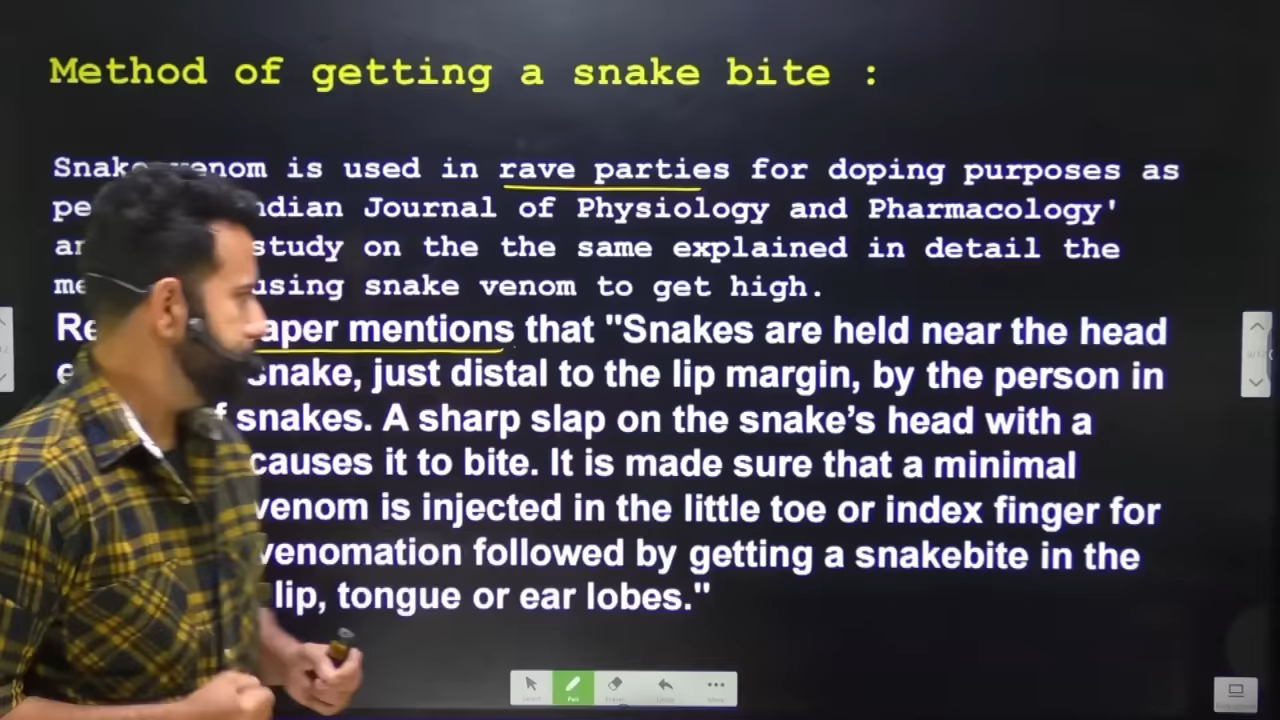 Method of getting a snake bite :
Snake venom is used in rave parties for doping purposes as
ndian Journal of Physiology and Pharmacology'
study on the the same explained in detail the
using snake venom to get high.
aper mentions that "Snakes are held near the head
snake, just distal to the lip margin, by the person in
f snakes. A sharp slap on the snake's head with a
causes it to bite. It is made sure that a minimal
venom is injected in the little toe or index finger for
venomation followed by getting a snakebite in the
lip, tongue or ear lobes."
Select Pen Eraser Undo More